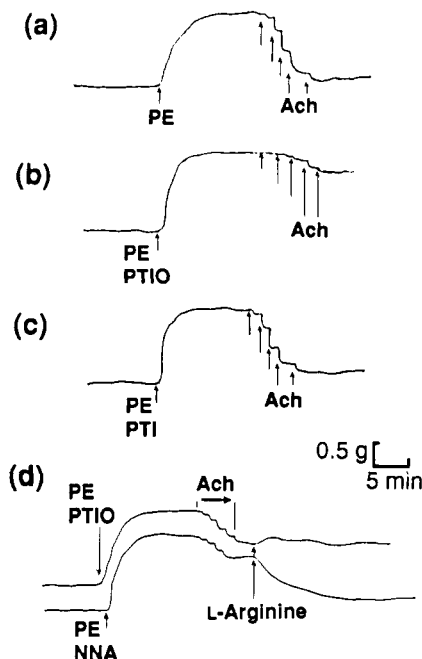 (a)
PE
Ach
(b)
PE
PTIO
Ach
(c)
PE
PTI
Ach
0.5 g
5 min
(d)
PE
PTIO
Ach
L-Arginine
PE
NNA